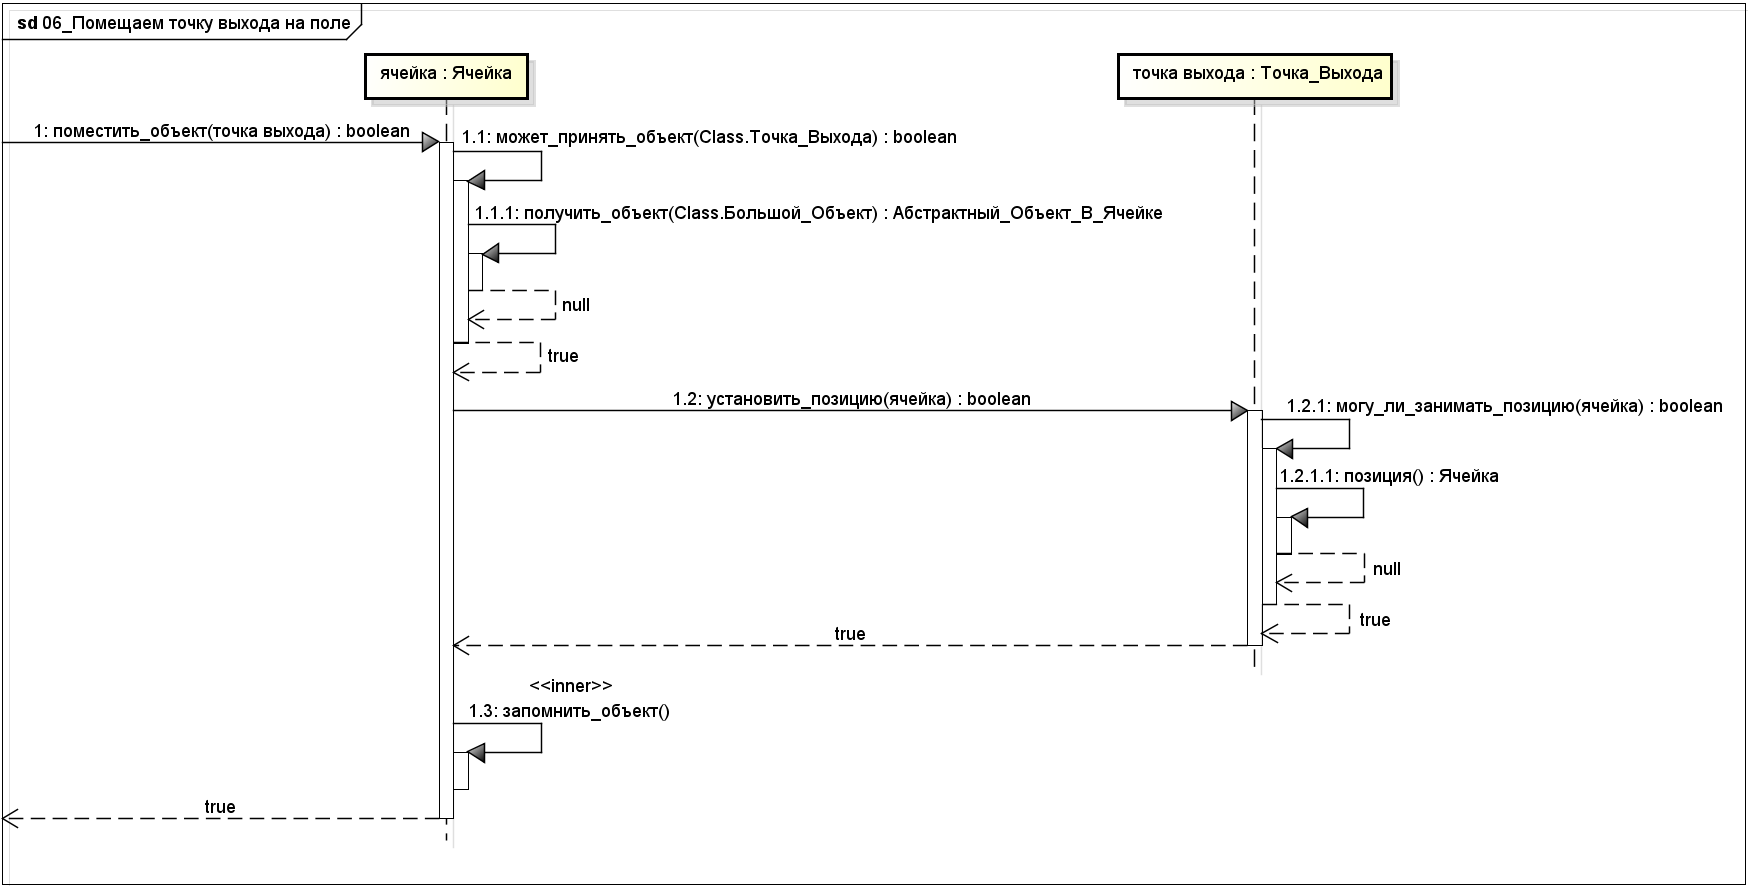 sd 06_Помещаем точку выхода на поле
ячейка : Ячейка
точка выхода : Точка_Выхода
1: поместить_объект(точка выхода) : boolean
1.1: может_принять_объект(Class.Точка_Выхода) : boolean
1.1.1: получить_объект(Class.Большой_Объект) : Абстрактный_Объект_В_Ячейке
null
true
1.2: установить_позицию(ячейка) : boolean
1.2.1: могу_ли_занимать_позицию(ячейка) : boolean
1.2.1.1: позиция() : Ячейка
null
true
true
<<inner>>
1.3: запомнить_объект()
true